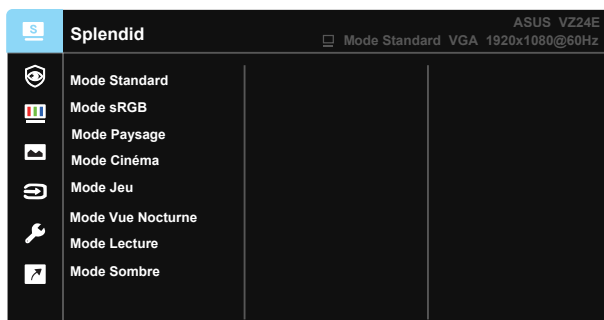 S
Splendid
ASUS VZ24E
Mode Standard VGA 1920x1080@60Hz
Mode Standard
Mode sRGB
Mode Paysage
Mode Cinéma
Mode Jeu
Mode Vue Nocturne
Mode Lecture
Mode Sombre